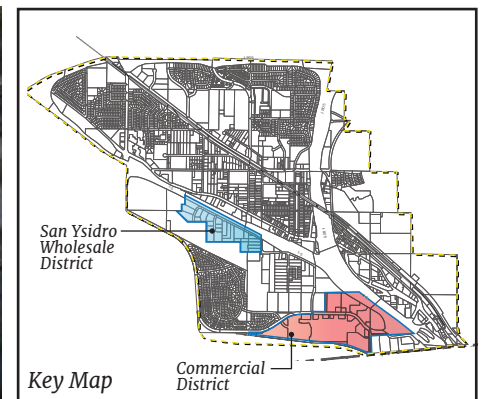 San Ysidro
Wholesale
District
Commercial
District
Key Map